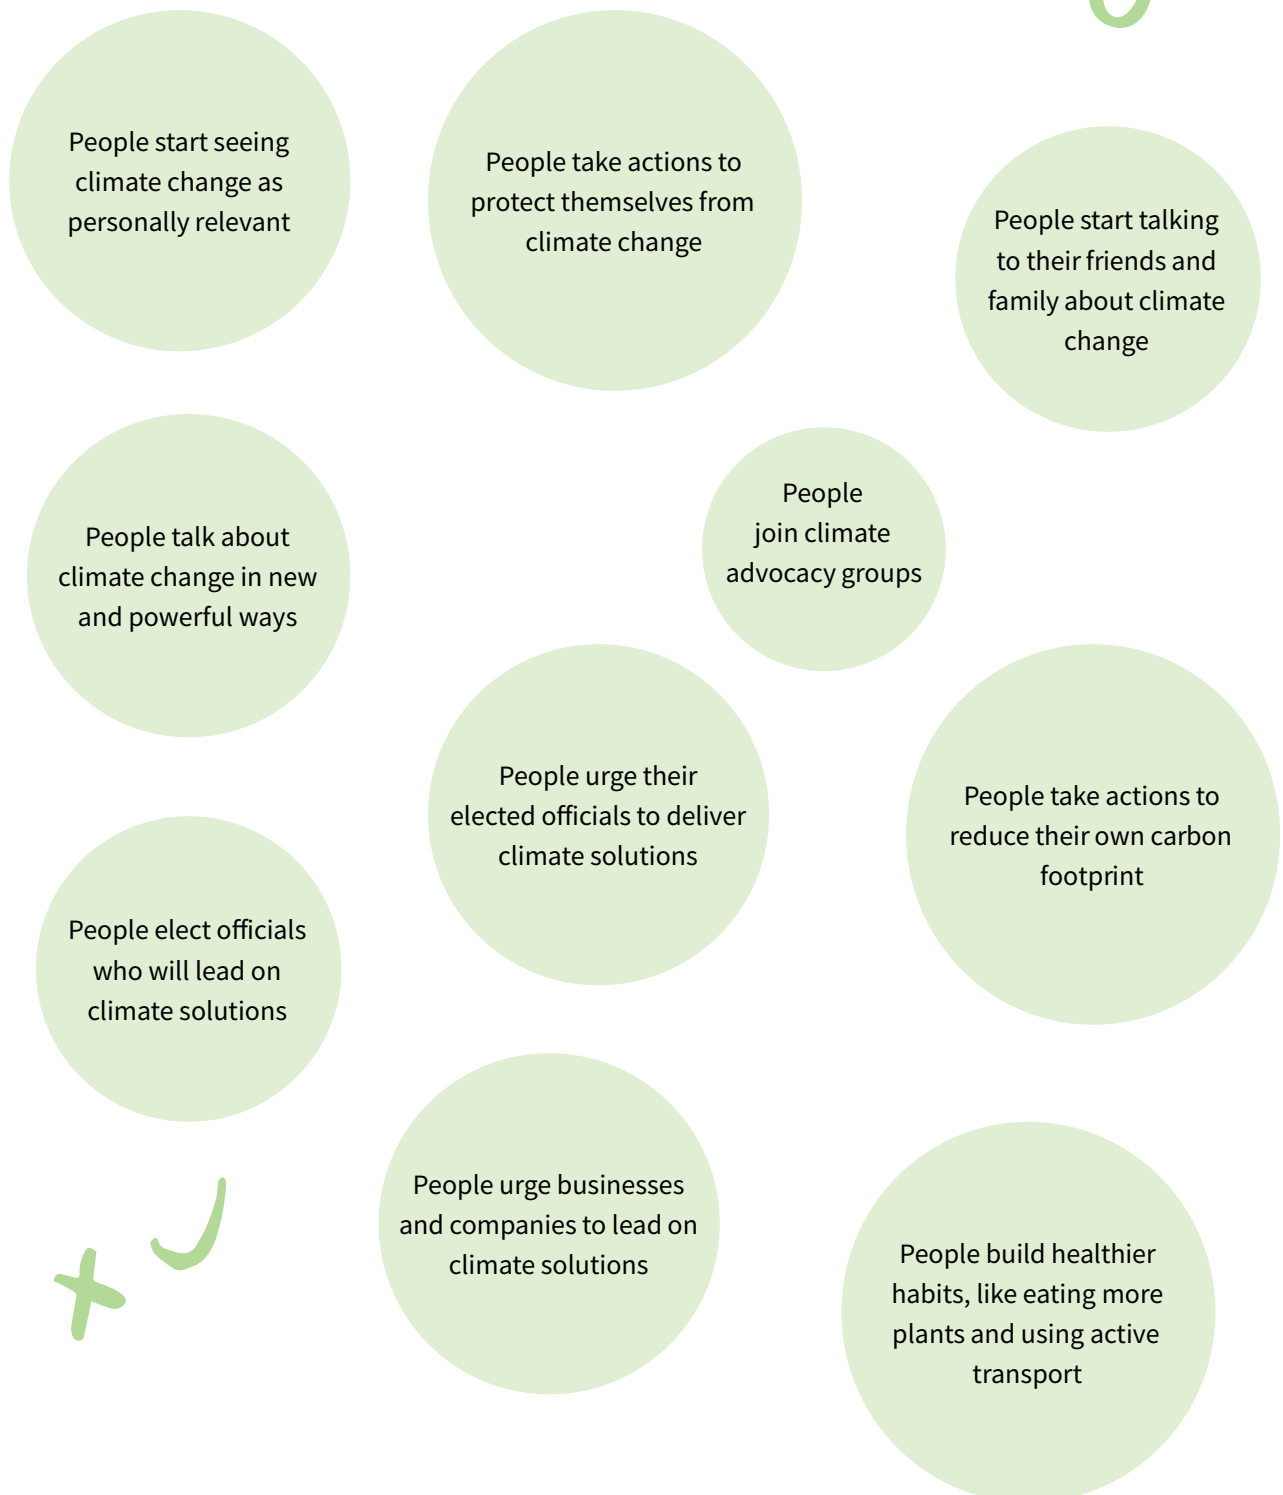 People start seeing
climate change as
personally relevant
People take actions to
protect themselves from
climate change
People start talking
to their friends and
family about climate
change
People talk about
climate change in new
and powerful ways
People
join climate
advocacy groups
People urge their
elected officials to deliver
climate solutions
People take actions to
reduce their own carbon
footprint
People elect officials
who will lead on
climate solutions
People urge businesses
and companies to lead on
climate solutions
People build healthier
habits, like eating more
plants and using active
transport